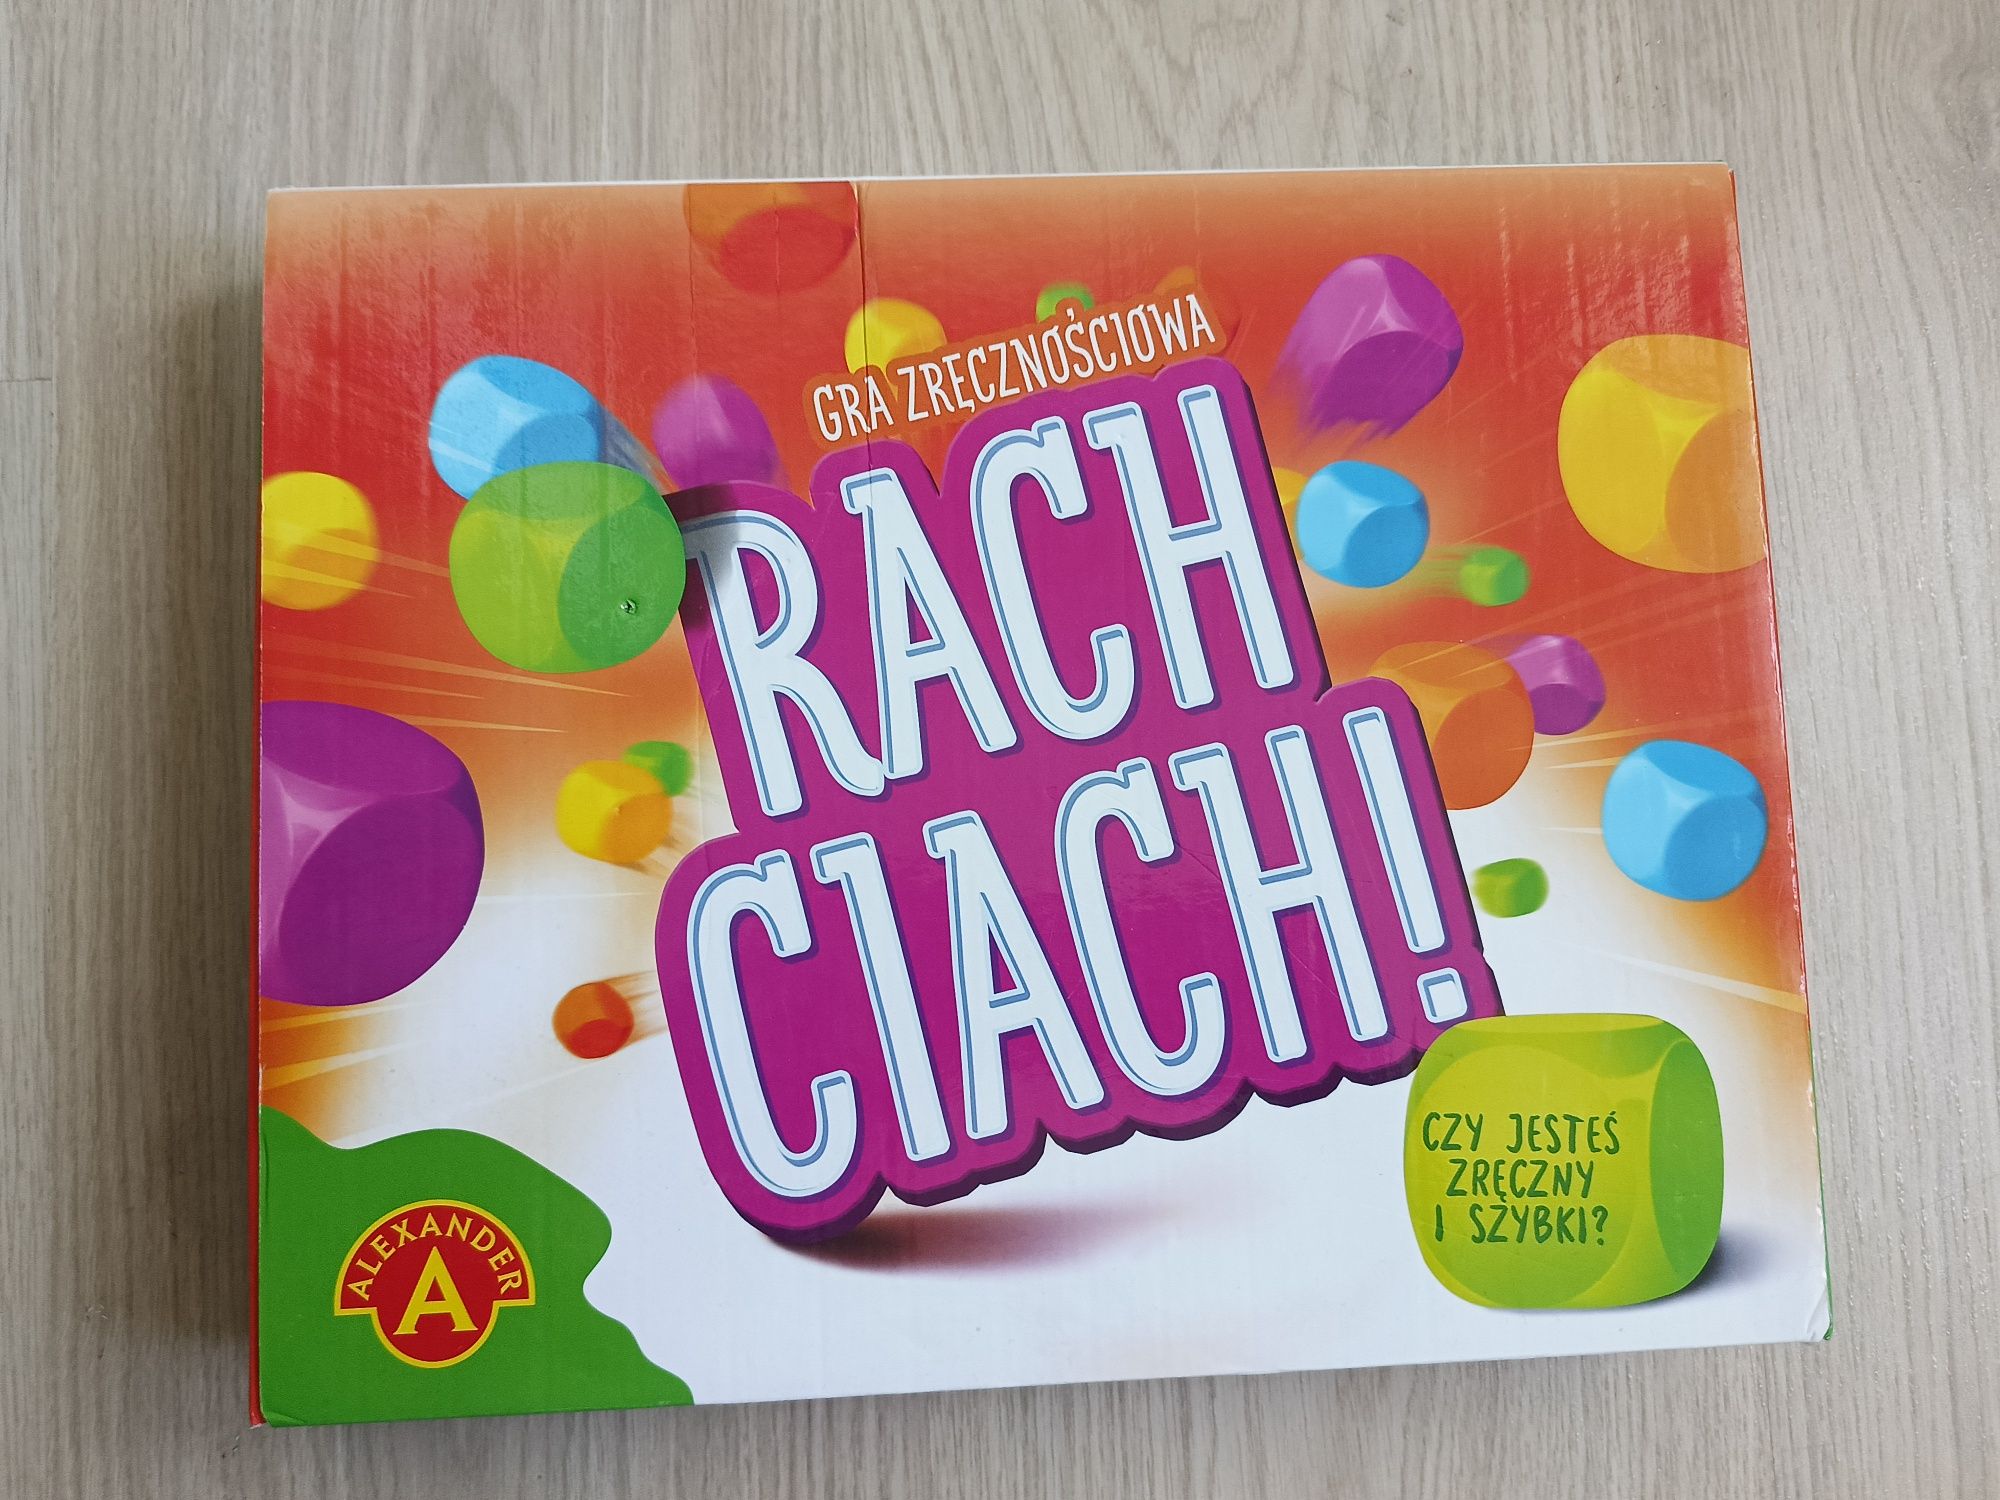 GRA ZRĘCZNOŚCIOWA
RACH
CIACH!
CZY JESTEŚ
ZRĘCZNY
I SZYBKI?
ALEXANDER
A